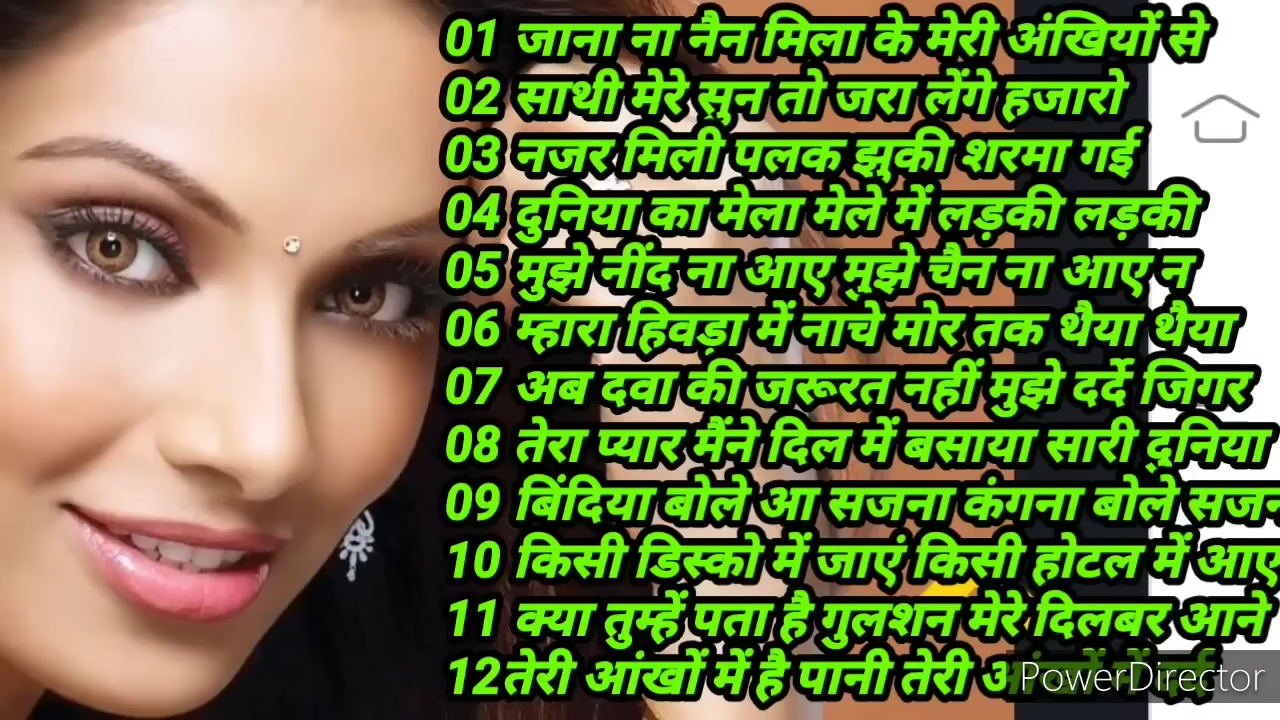 01 जाना ना नैन मिला के मेरी अंखियों से
02 साथी मेरे सुन तो जरा लेंगे हजारो
03 नजर मिली पलक झुकी शरमा गई
04 दुनिया का मेला मेले में लड़की लड़की
05 मुझे नींद ना आए मुझे चैन ना आए न
06 म्हारा हिवड़ा में नाचे मोर तक थैया थैया
07 अब दवा की जरूरत नहीं मुझे दर्दे जिगर
08 तेरा प्यार मैंने दिल में बसाया सारी दुनिया
09 बिंदिया बोले आ सजना कंगना बोले
10 किसी डिस्को में जाएं किसी होटल में आए
11 क्या तुम्हें पता है गुलशन मेरे दिलबर आने
12तेरी आंखों में है पानी तेरी
PowerDirector